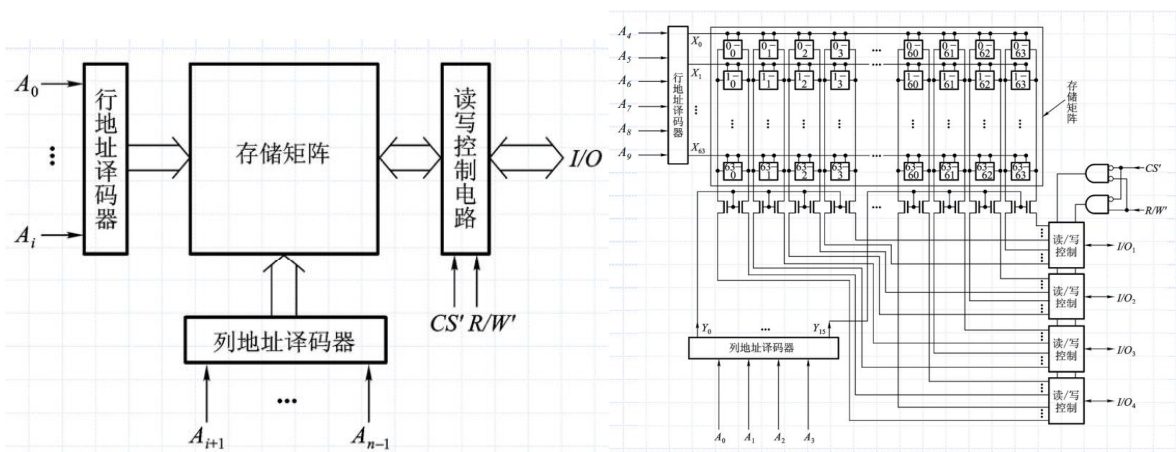 A0
...
Ai
行地址译码器
存储矩阵
读写控制电路
I/O
CS' R/W'
列地址译码器
Ai+1
...
An-1
A4
A5
A6
A7
A8
A9
行地址译码器
X0
X1
X63
0-0 0-1 0-2 0-3 ... 0-60 0-61 0-62 0-63
1-0 1-1 1-2 1-3 ... 1-60 1-61 1-62 1-63
63-0 63-1 63-2 63-3 ... 63-60 63-61 63-62 63-63
存储矩阵
CS'
R/W'
读/写控制
I/O1
读/写控制
I/O2
读/写控制
I/O3
读/写控制
I/O4
Y0 ... Y15
列地址译码器
A0 A1 A2 A3